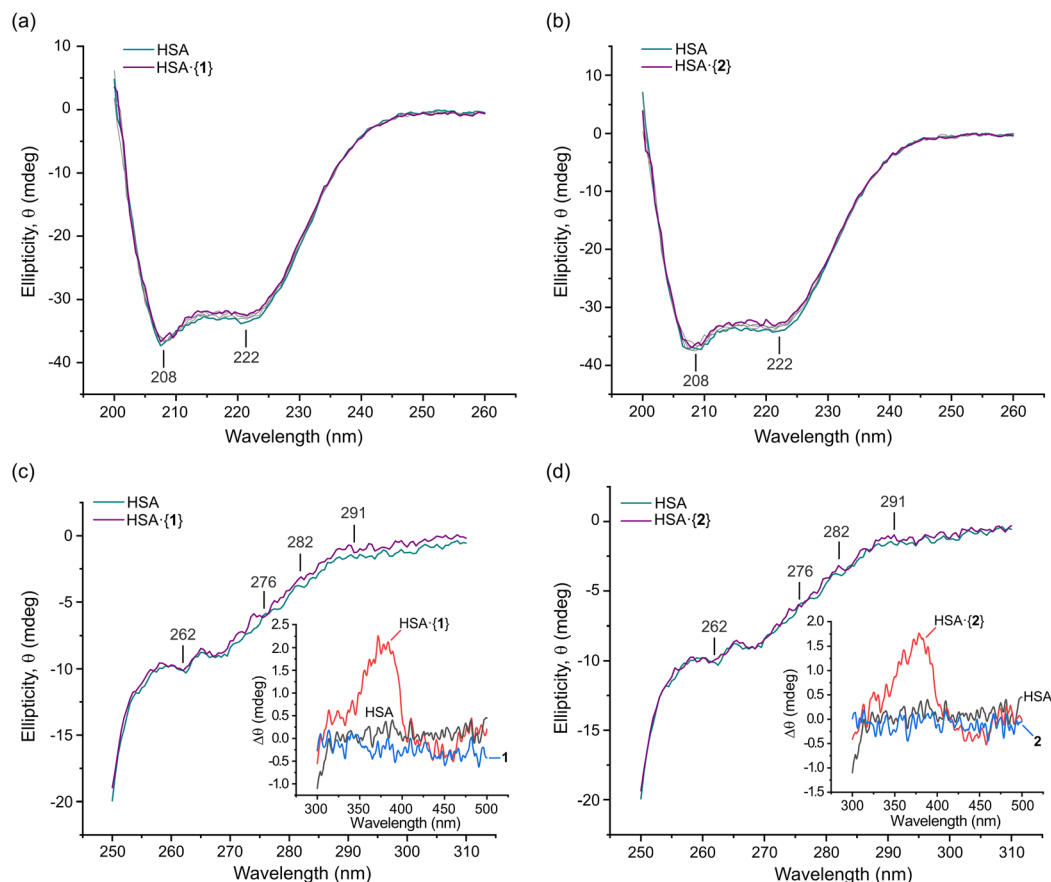 (a)
HSA
HSA·{1}
10
0
-10
-20
-30
-40
Ellipticity, θ (mdeg)
208
222
200 210 220 230 240 250 260
Wavelength (nm)
(b)
HSA
HSA·{2}
10
0
-10
-20
-30
-40
Ellipticity, θ (mdeg)
208
222
200 210 220 230 240 250 260
Wavelength (nm)
(c)
HSA
HSA·{1}
0
-5
-10
-15
-20
Ellipticity, θ (mdeg)
262
276
282
291
2.5
2.0
1.5
1.0
0.5
0.0
-0.5
-1.0
Δθ (mdeg)
HSA·{1}
HSA
1
300 350 400 450 500
Wavelength (nm)
250 260 270 280 290 300 310
Wavelength (nm)
(d)
HSA
HSA·{2}
0
-5
-10
-15
-20
Ellipticity, θ (mdeg)
262
276
282
291
2.0
1.5
1.0
0.5
0.0
-0.5
-1.0
-1.5
Δθ (mdeg)
HSA·{2}
HSA
2
300 350 400 450 500
Wavelength (nm)
250 260 270 280 290 300 310
Wavelength (nm)